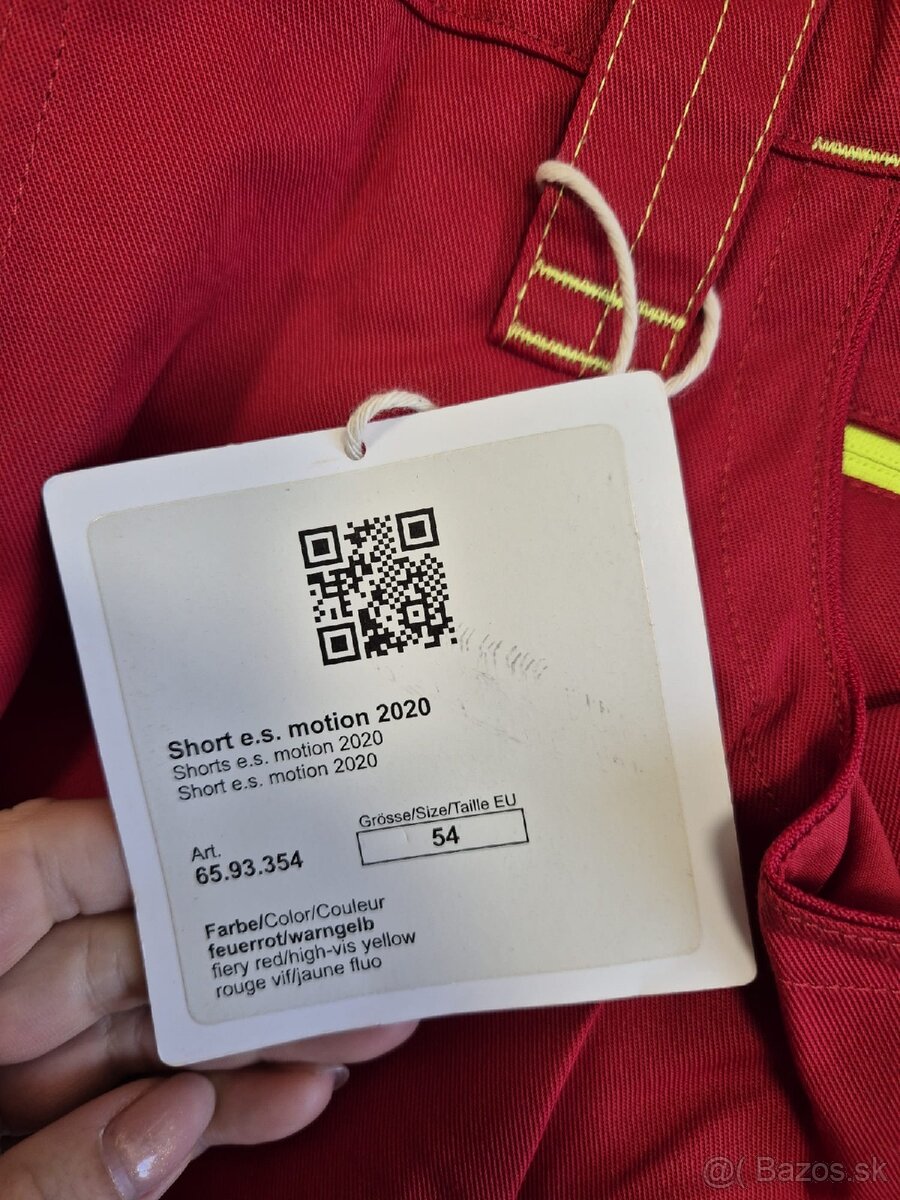 Short e.s. motion 2020
Shorts e.s. motion 2020
Short e.s. motion 2020
Grösse/Size/Taille EU
54
Art.
65.93.354
Farbe/Color/Couleur
feuerrot/warngelb
fiery red/high-vis yellow
rouge vif/jaune fluo
@( Bazos.sk